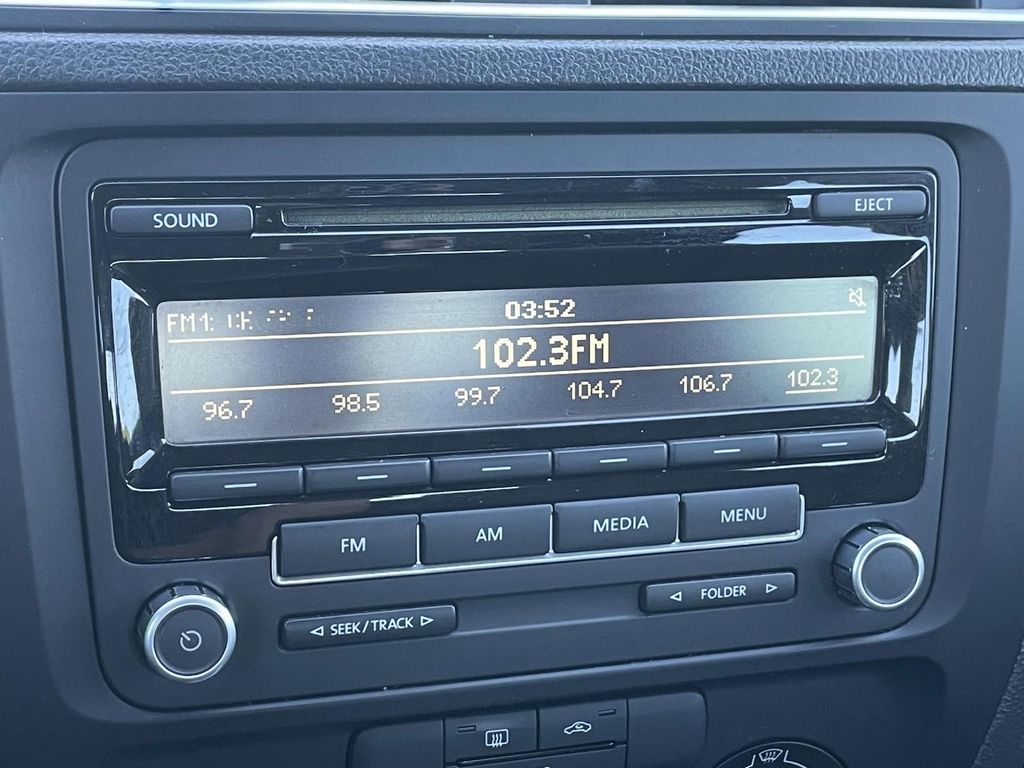 SOUND EJECT
FM1: 03:52
102.3FM
96.7 98.5 99.7 104.7 106.7 102.3
FM AM MEDIA MENU
SEEK/TRACK FOLDER